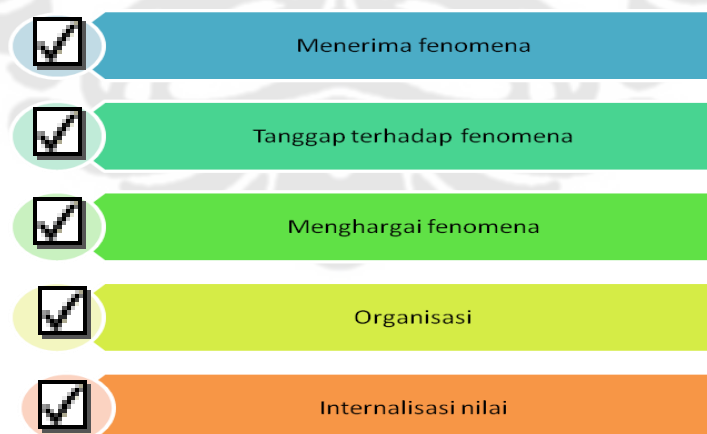 Menerima fenomena
Tanggap terhadap fenomena
Menghargai fenomena
Organisasi
Internalisasi nilai